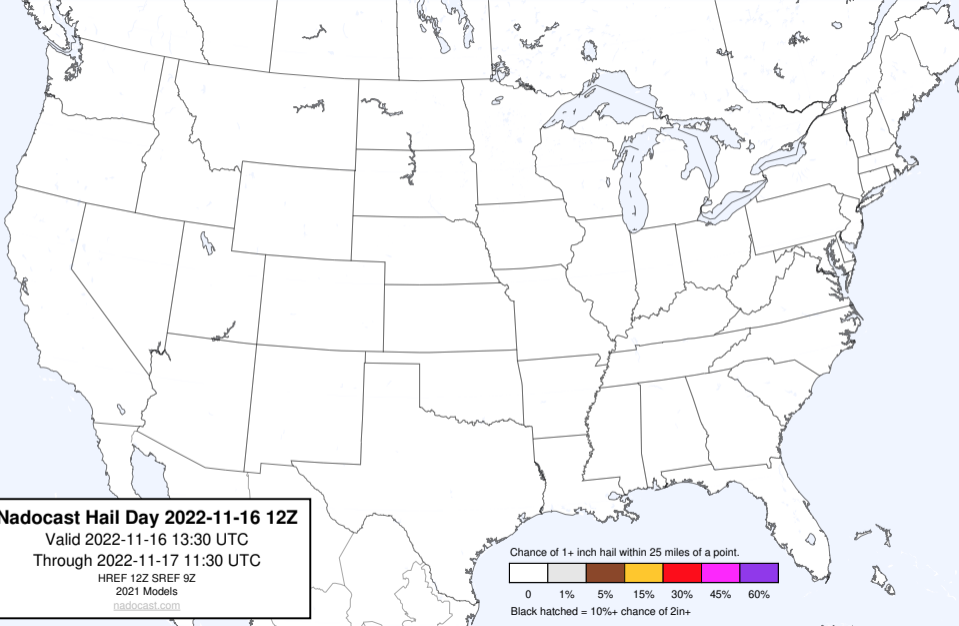 Nadocast Hail Day 2022-11-16 12Z
Valid 2022-11-16 13:30 UTC
Through 2022-11-17 11:30 UTC
HREF 12Z SREF 9Z
2021 Models
nadocast.com
Chance of 1+ inch hail within 25 miles of a point.
0 1% 5% 15% 30% 45% 60%
Black hatched = 10%+ chance of 2in+